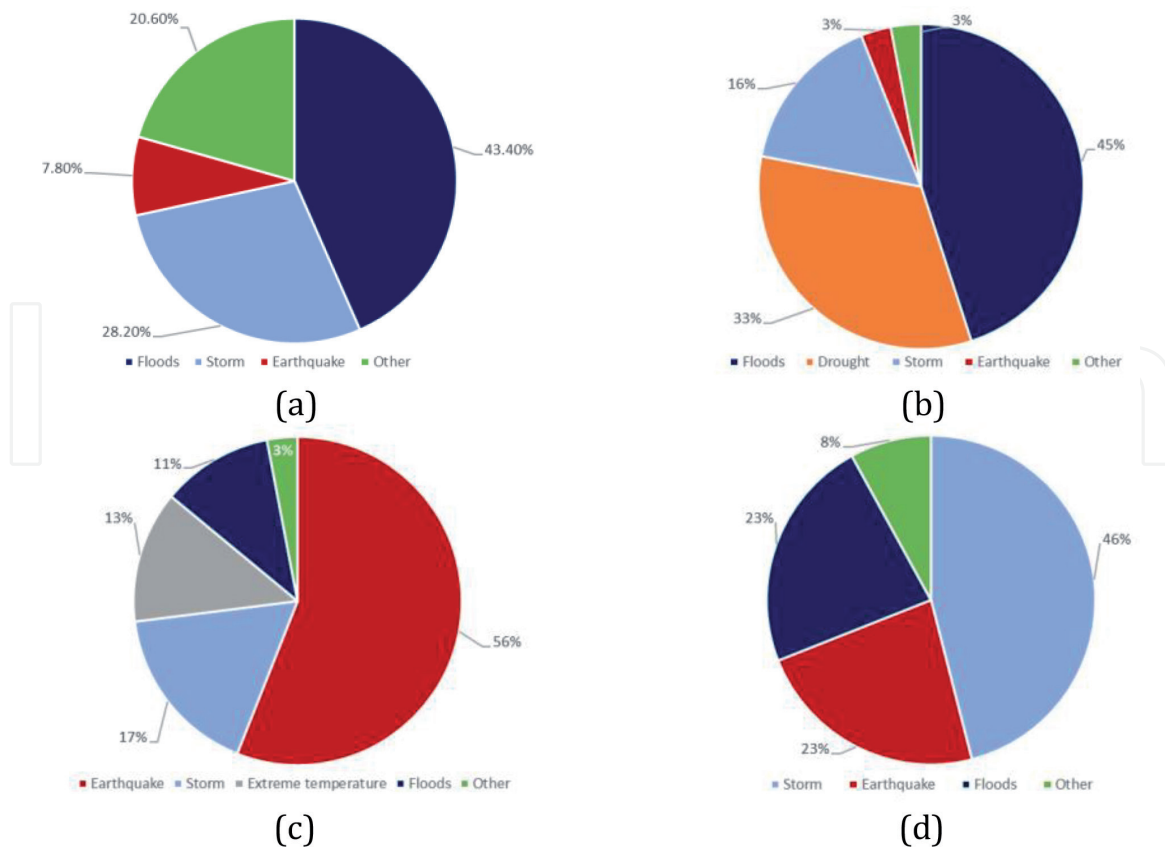 20.60%
43.40%
7.80%
28.20%
Floods Storm Earthquake Other
(a)
3%
3%
16%
45%
33%
Floods Drought Storm Earthquake Other
(b)
3%
11%
13%
56%
17%
Earthquake Storm Extreme temperature Floods Other
(c)
8%
23%
46%
23%
Storm Earthquake Floods Other
(d)